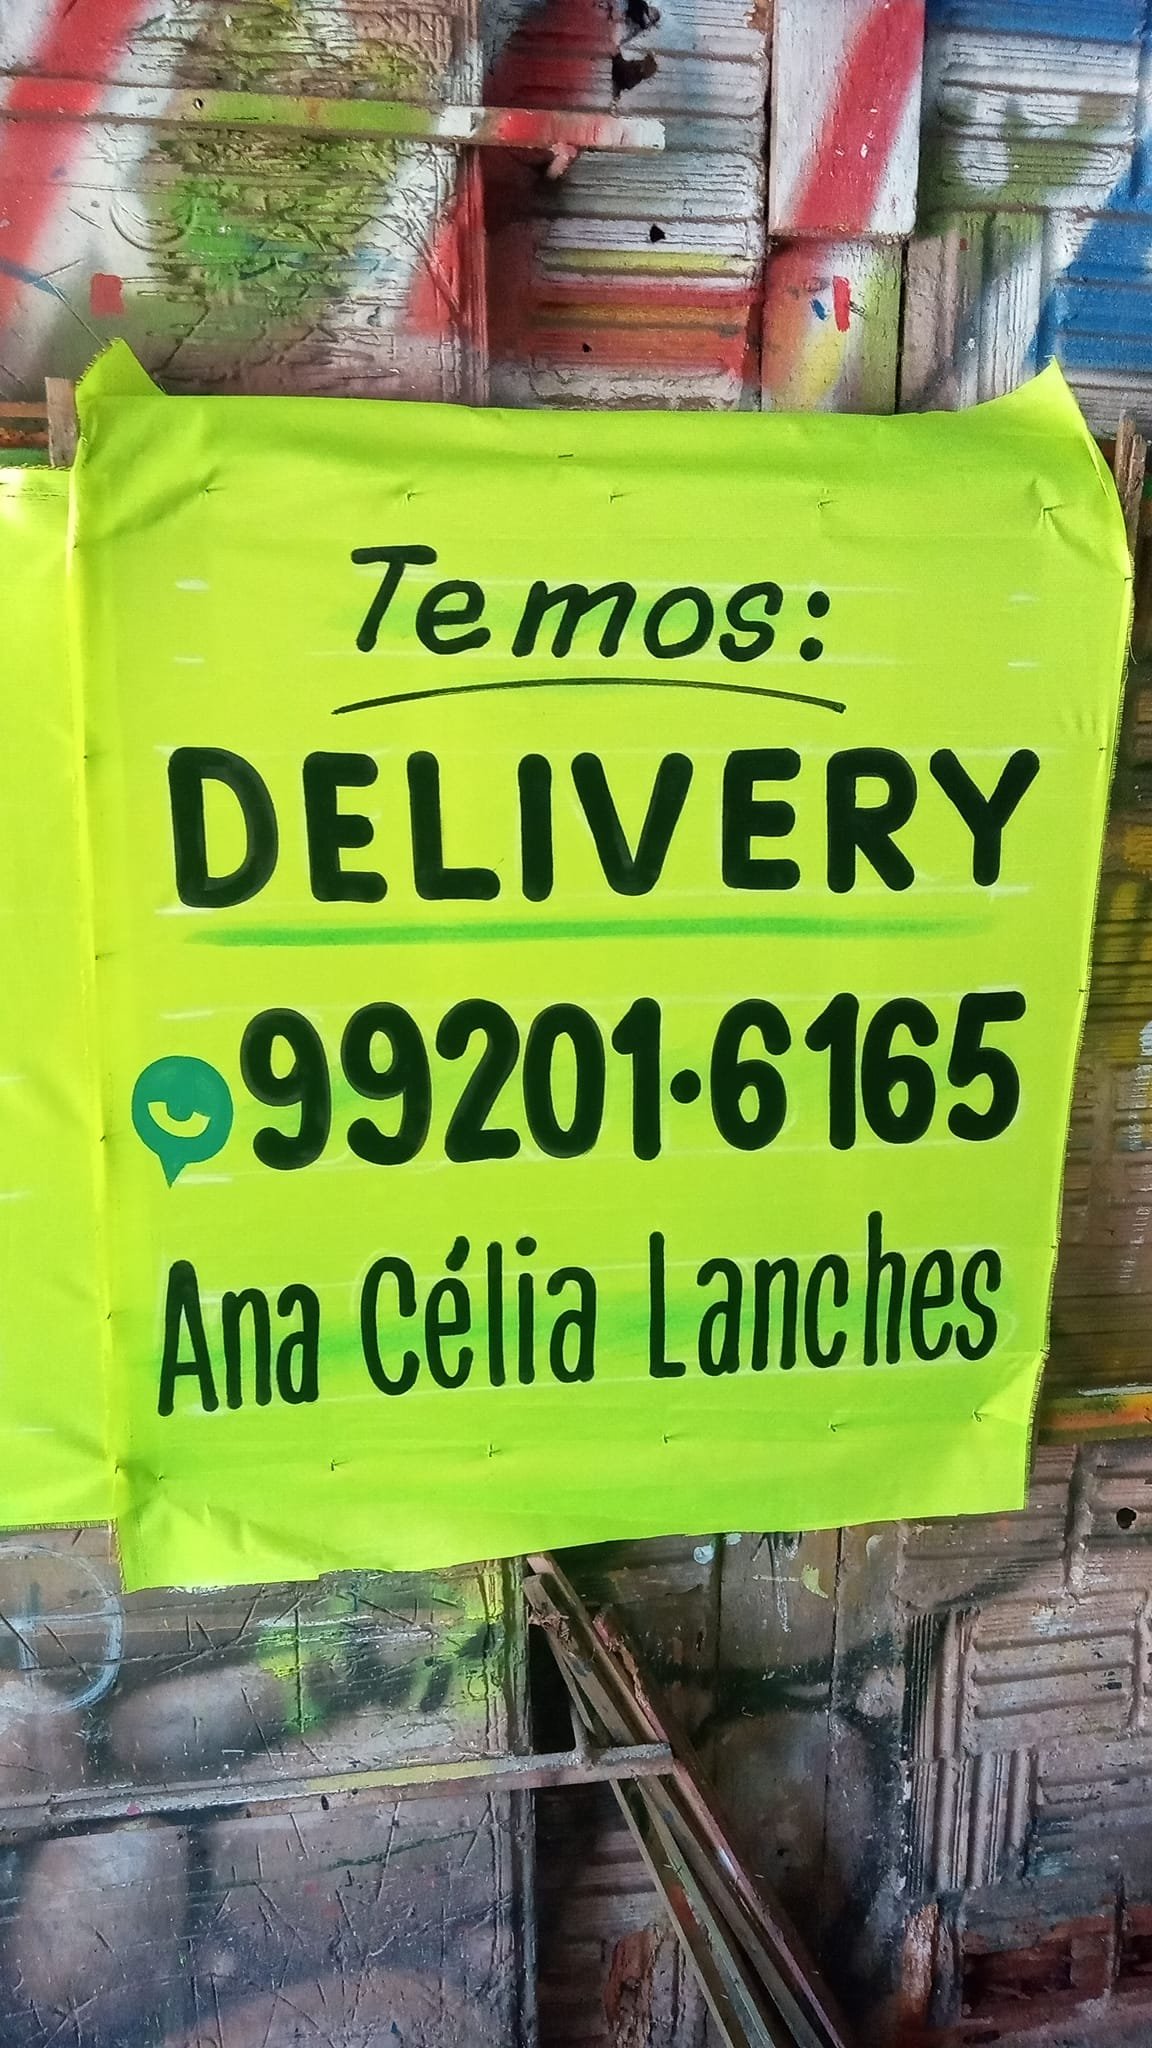 Temos:
DELIVERY
99201·6165
Ana Célia Lanches